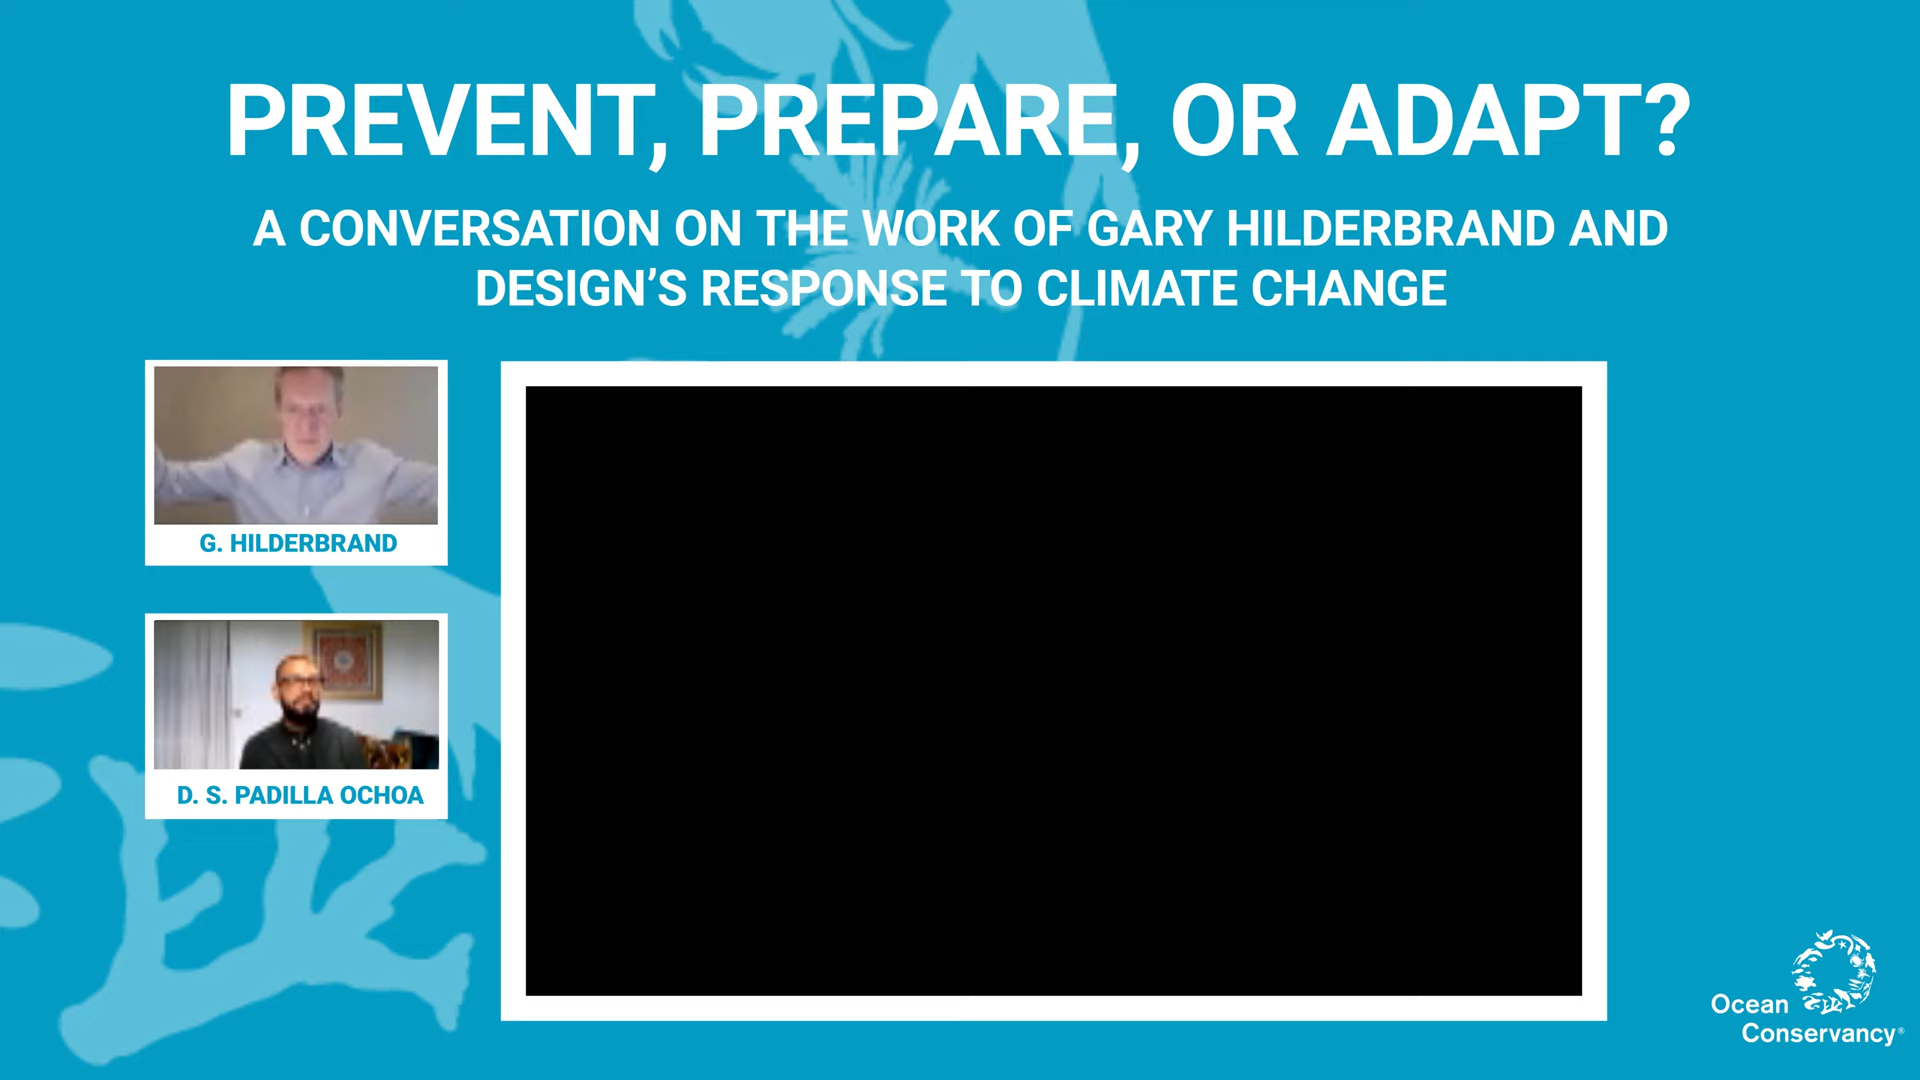 PREVENT, PREPARE, OR ADAPT?
A CONVERSATION ON THE WORK OF GARY HILDERBRAND AND
DESIGN’S RESPONSE TO CLIMATE CHANGE
G. HILDERBRAND
D. S. PADILLA OCHOA
Ocean
Conservancy®